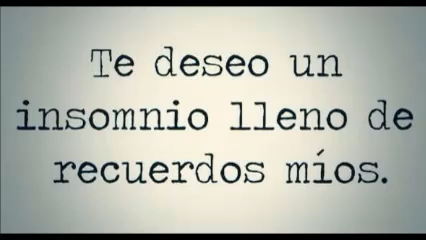 Te deseo un
insomnio lleno de
recuerdos míos.